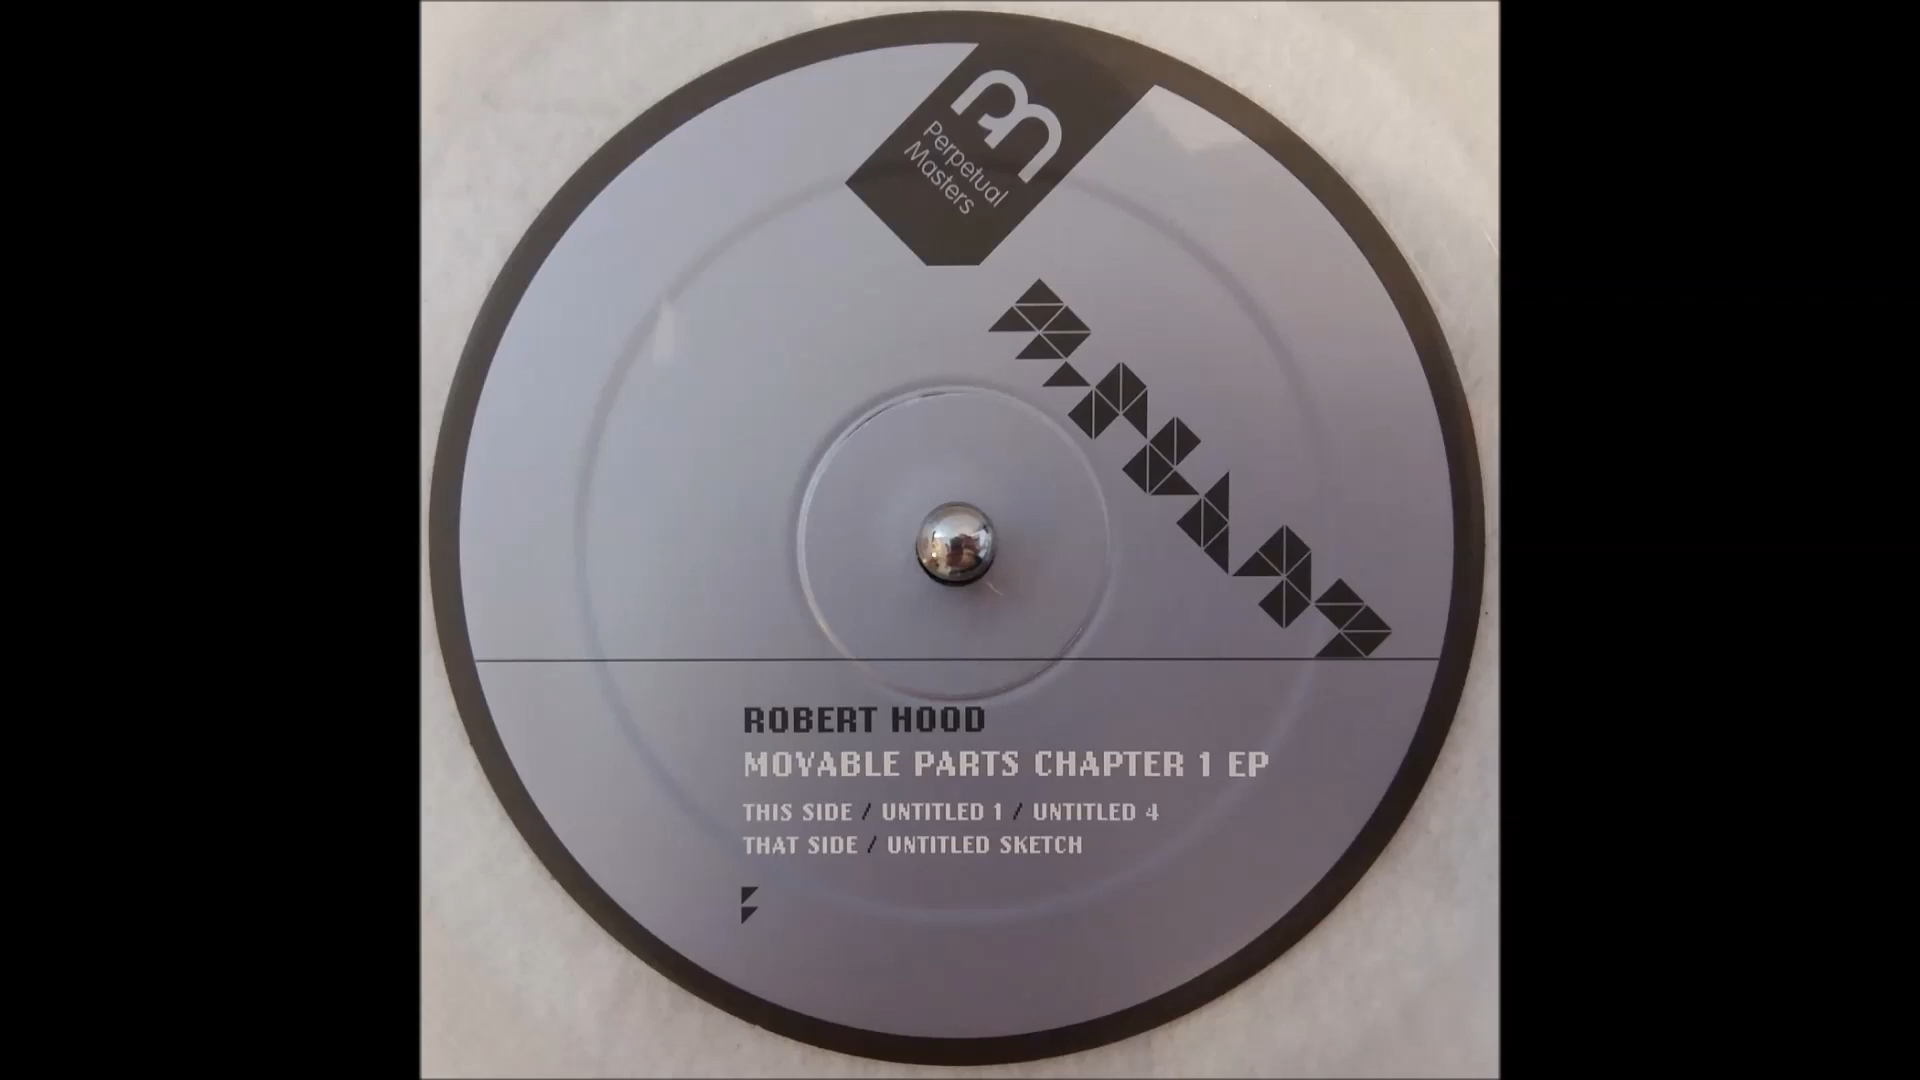 Perpetual
Masters
ROBERT HOOD
MOVABLE PARTS CHAPTER 1 EP
THIS SIDE / UNTITLED 1 / UNTITLED 4
THAT SIDE / UNTITLED SKETCH